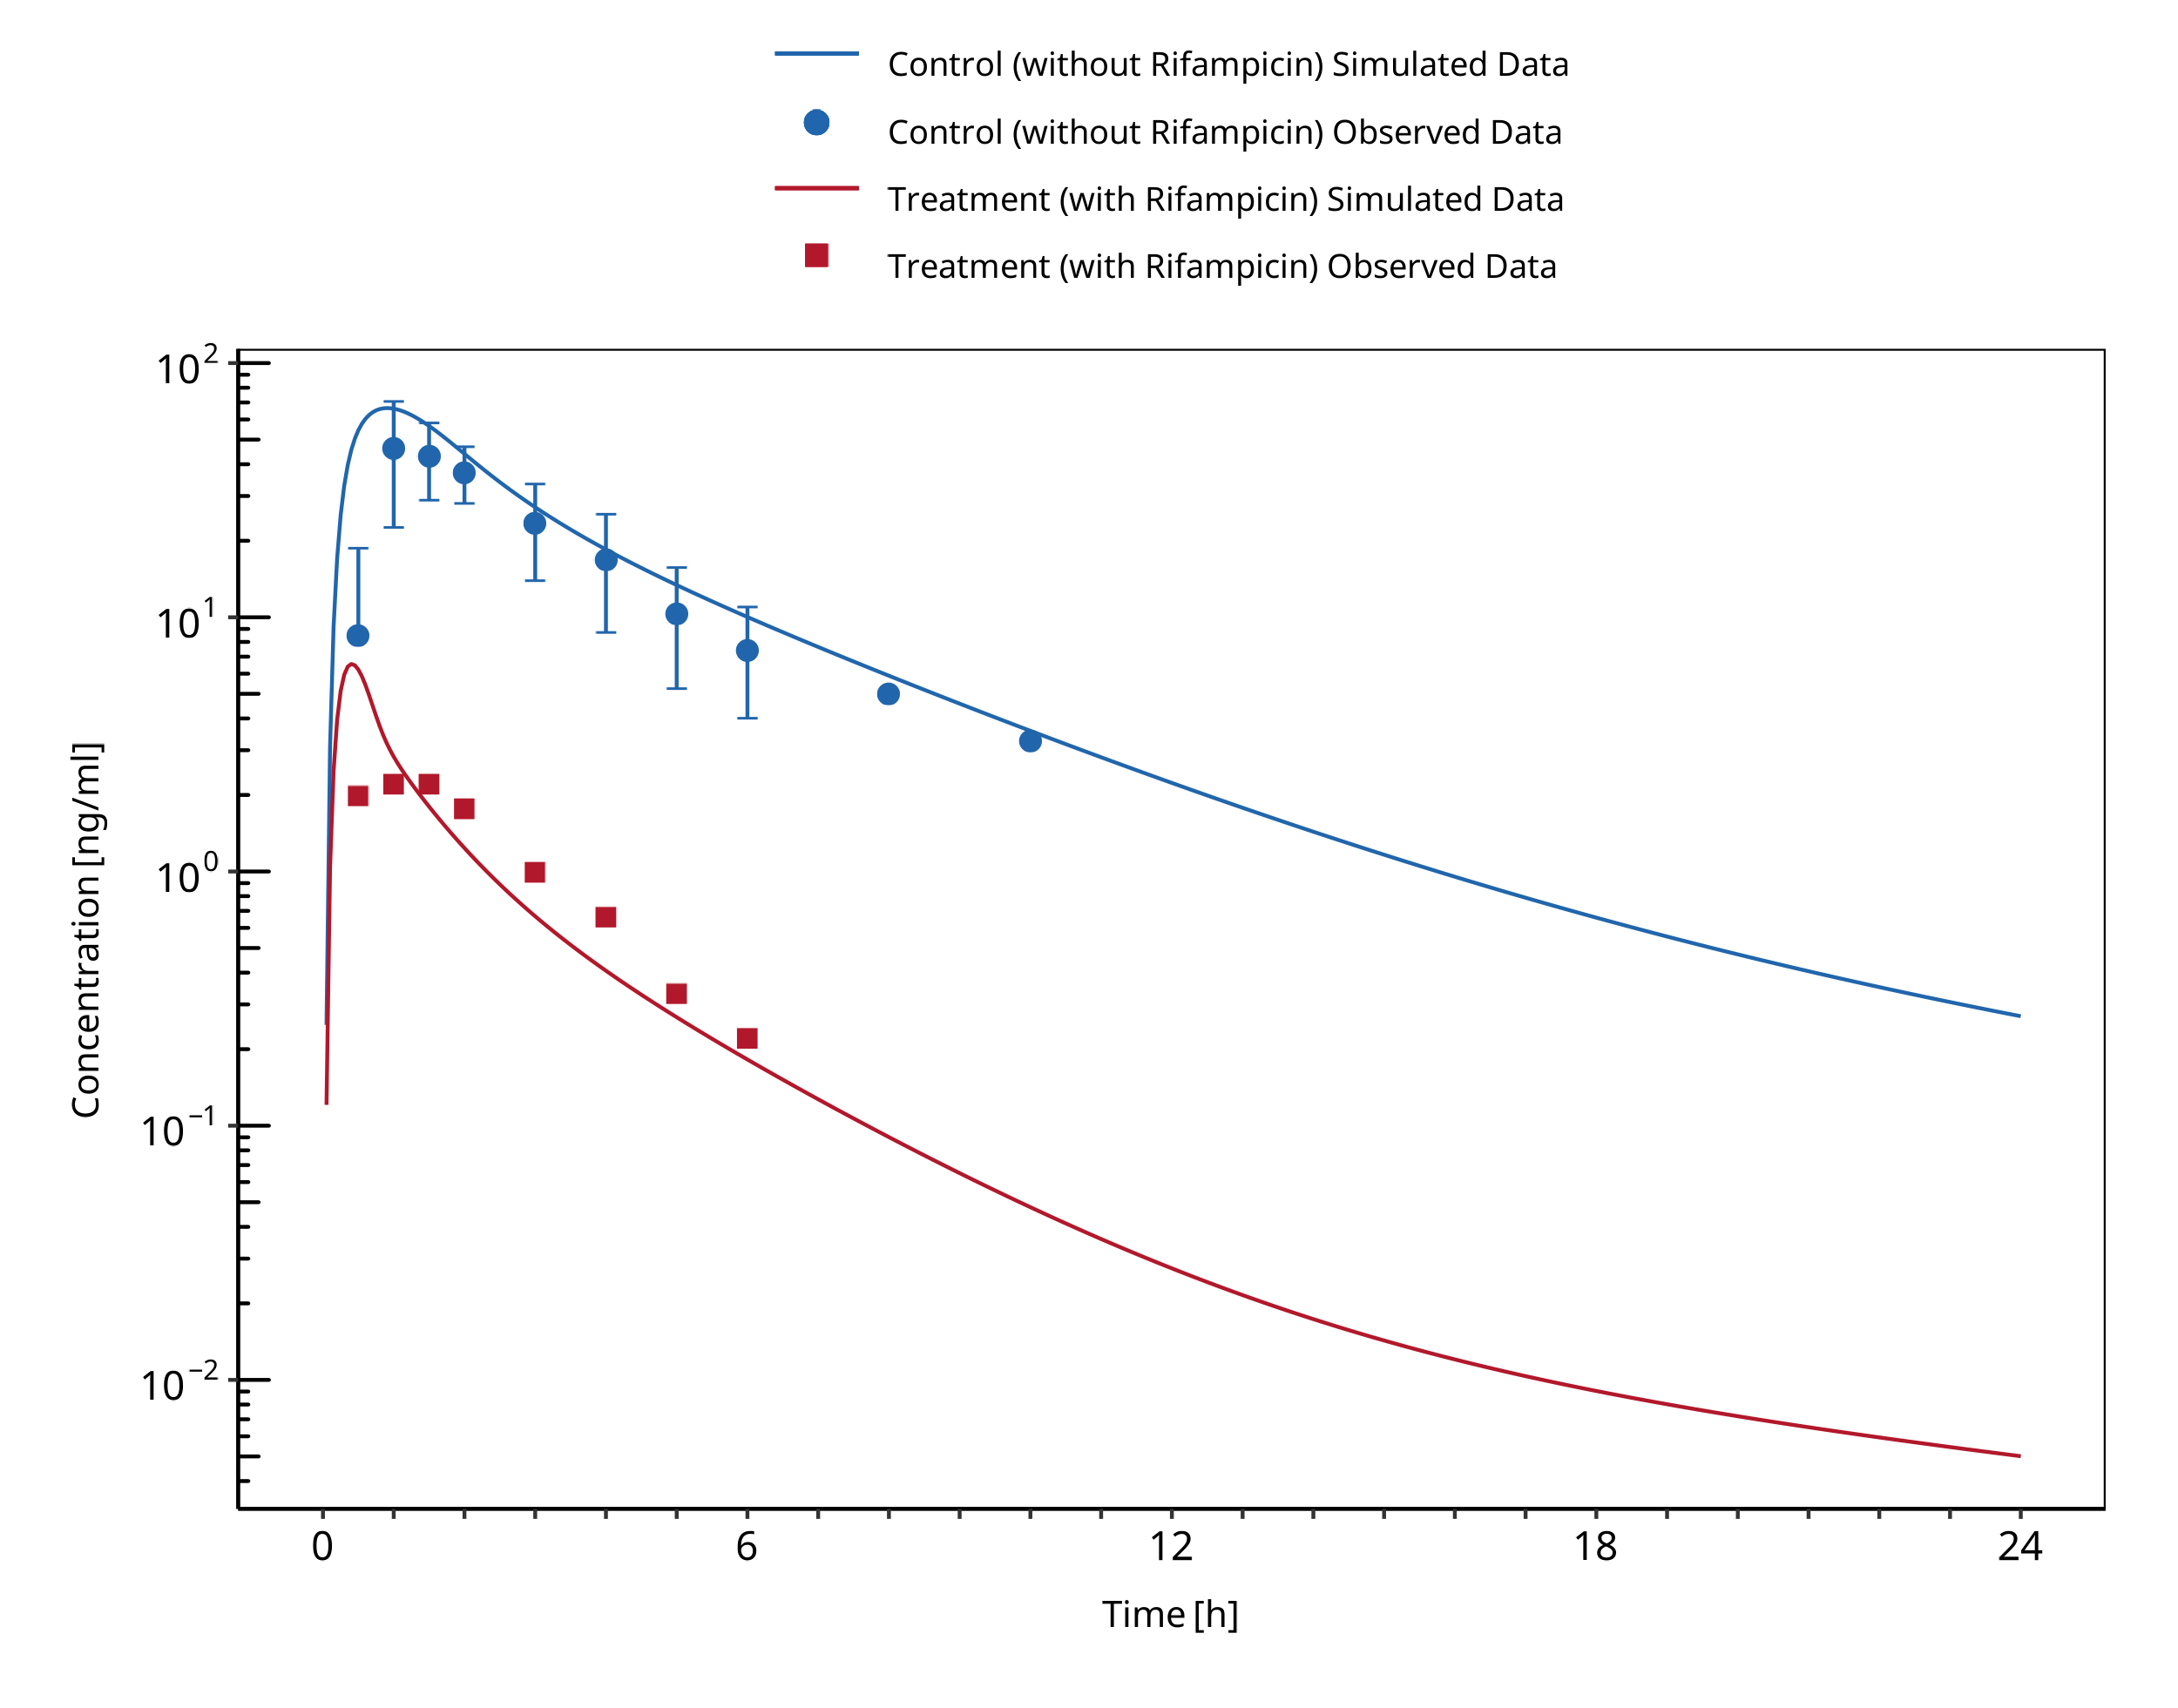 Control (without Rifampicin) Simulated Data
Control (without Rifampicin) Observed Data
Treatment (with Rifampicin) Simulated Data
Treatment (with Rifampicin) Observed Data
10²
10¹
10⁰
10⁻¹
10⁻²
Concentration [ng/ml]
0 6 12 18 24
Time [h]